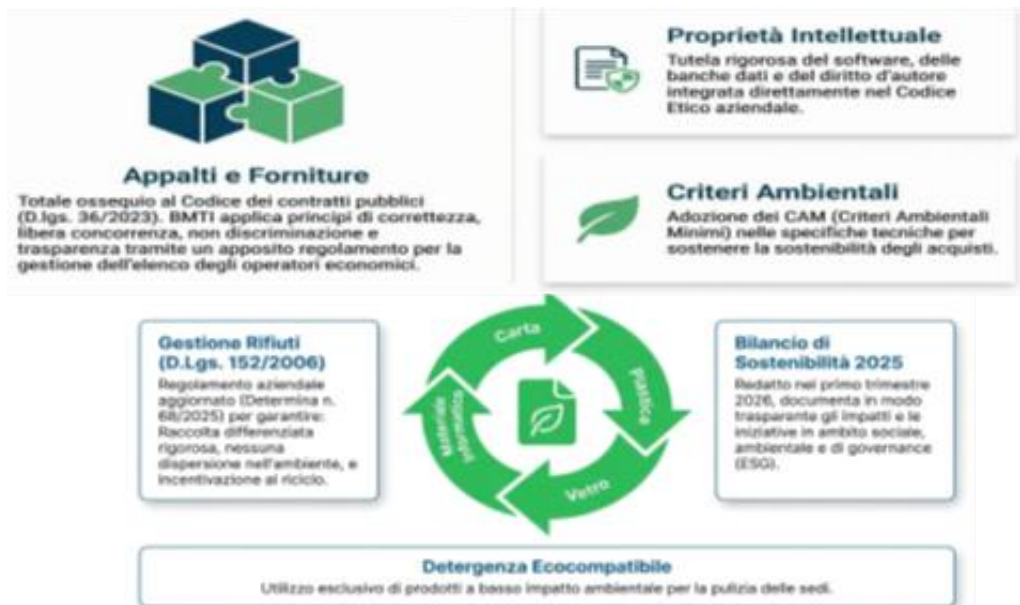 Appalti e Forniture
Totale ossequio al Codice dei contratti pubblici
(D.lgs. 36/2023). BMTI applica principi di correttezza,
libera concorrenza, non discriminazione e
trasparenza tramite un apposito regolamento per la
gestione dell'elenco degli operatori economici.
Proprietà Intellettuale
Tutela rigorosa del software, delle
banche dati e del diritto d'autore
integrata direttamente nel Codice
Etico aziendale.
Criteri Ambientali
Adozione dei CAM (Criteri Ambientali
Minimi) nelle specifiche tecniche per
sostenere la sostenibilità degli acquisti.
Gestione Rifiuti
(D.Lgs. 152/2006)
Regolamento aziendale
aggiornato (Determina n.
68/2025) per garantire:
Raccolta differenziata
rigorosa, nessuna
dispersione nell'ambiente, e
incentivazione al riciclo.
Carta
Plastica
Vetro
Materiale
Informatico
Bilancio di
Sostenibilità 2025
Redatto nel primo trimestre
2026, documenta in modo
trasparente gli impatti e le
iniziative in ambito sociale,
ambientale e di governance
(ESG).
Detergenza Ecocompatibile
Utilizzo esclusivo di prodotti a basso impatto ambientale per la pulizia delle sedi.